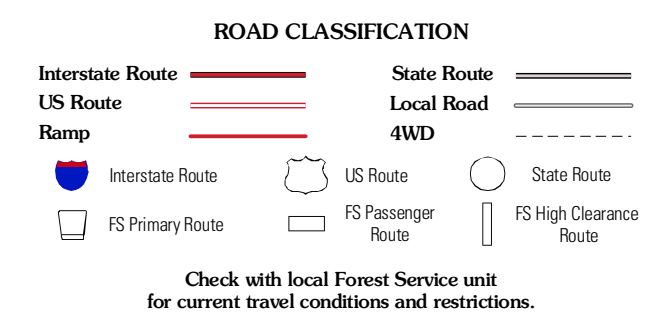 ROAD CLASSIFICATION
Interstate Route
State Route
US Route
Local Road
Ramp
4WD
Interstate Route
US Route
State Route
FS Primary Route
FS Passenger
Route
FS High Clearance
Route
Check with local Forest Service unit
for current travel conditions and restrictions.